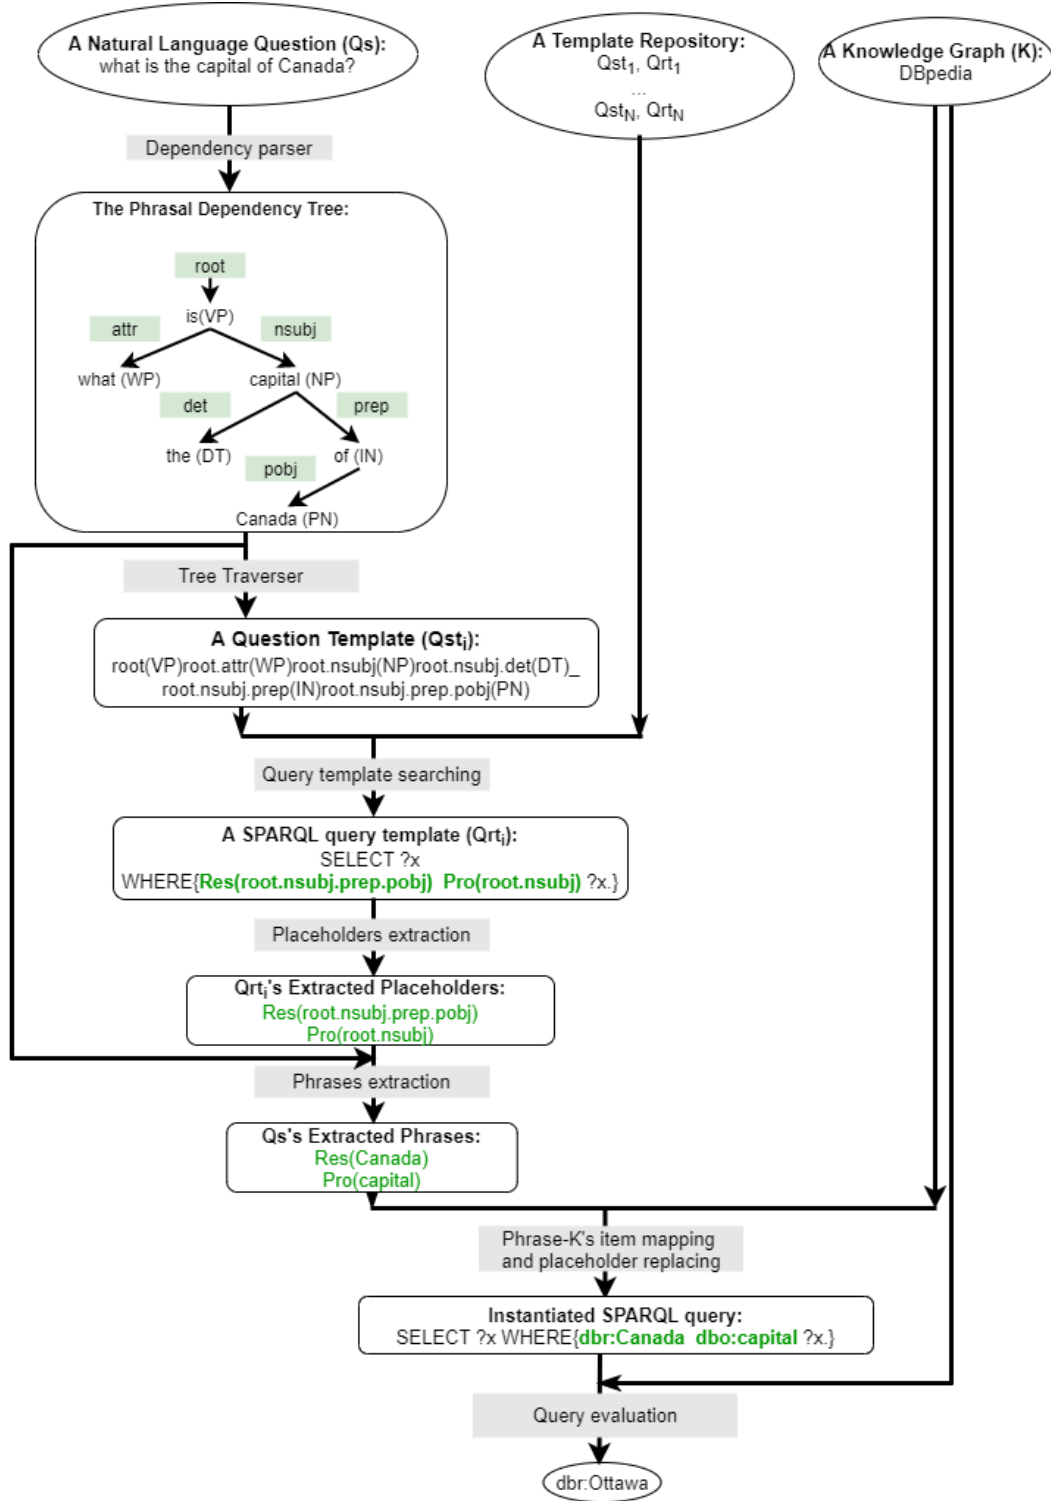 A Natural Language Question (Qs):
what is the capital of Canada?
A Template Repository:
Qst1, Qrt1
...
QstN, QrtN
A Knowledge Graph (K):
DBpedia
Dependency parser
The Phrasal Dependency Tree:
root
is(VP)
attr
nsubj
what (WP)
capital (NP)
det
prep
the (DT)
of (IN)
pobj
Canada (PN)
Tree Traverser
A Question Template (Qsti):
root(VP)root.attr(WP)root.nsubj(NP)root.nsubj.det(DT)_
root.nsubj.prep(IN)root.nsubj.prep.pobj(PN)
Query template searching
A SPARQL query template (Qrti):
SELECT ?x
WHERE{Res(root.nsubj.prep.pobj) Pro(root.nsubj) ?x.}
Placeholders extraction
Qrti's Extracted Placeholders:
Res(root.nsubj.prep.pobj)
Pro(root.nsubj)
Phrases extraction
Qs's Extracted Phrases:
Res(Canada)
Pro(capital)
Phrase-K's item mapping
and placeholder replacing
Instantiated SPARQL query:
SELECT ?x WHERE{dbr:Canada dbo:capital ?x.}
Query evaluation
dbr:Ottawa